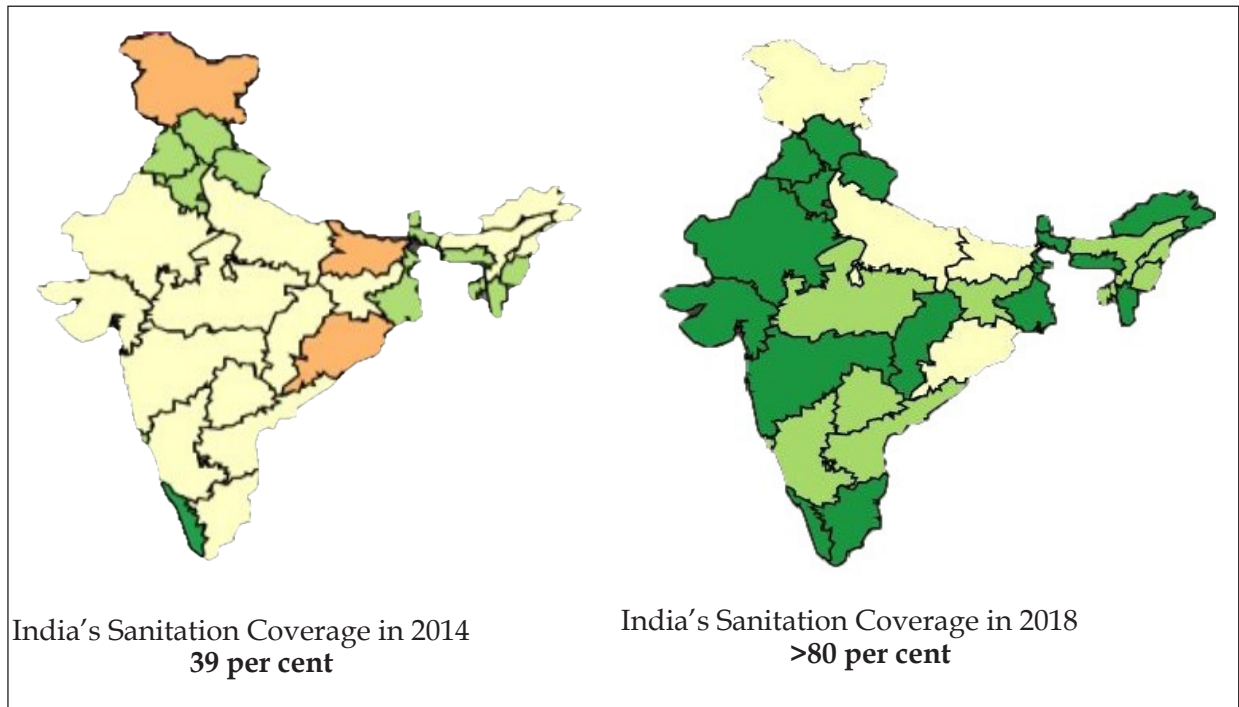 India’s Sanitation Coverage in 2014
39 per cent
India’s Sanitation Coverage in 2018
>80 per cent